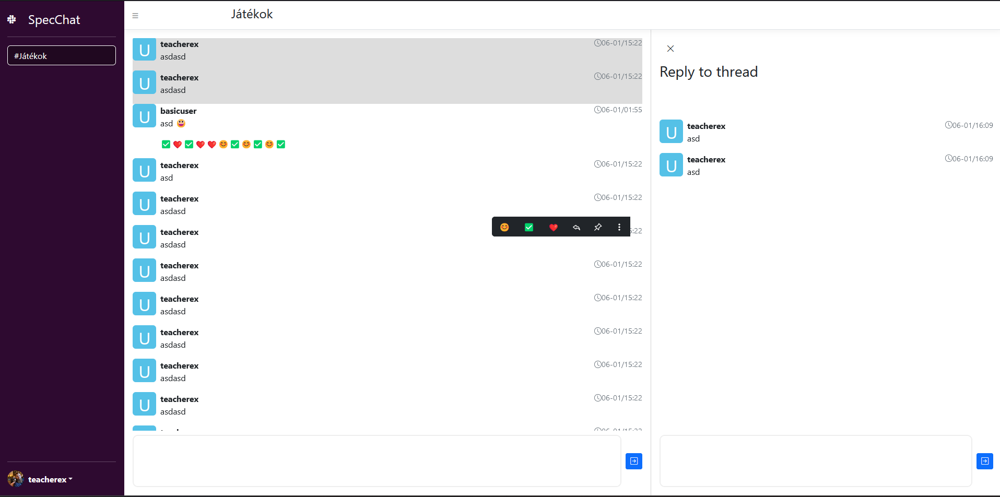 SpecChat
#Játékok
teacherex
Játékok
U teacherex 06-01/15:22
asdasd
U teacherex 06-01/15:22
asdasd
U basicuser 06-01/01:55
asd 😀
✅❤️✅❤️❤️😊✅😊✅😊✅
U teacherex 06-01/15:22
asd
U teacherex 06-01/15:22
asdasd
U teacherex 5:22
asdasd
U teacherex 06-01/15:22
asdasd
U teacherex 06-01/15:22
asdasd
U teacherex 06-01/15:22
asdasd
U teacherex 06-01/15:22
asdasd
U teacherex 06-01/15:22
asdasd
Reply to thread
U teacherex 06-01/16:09
asd
U teacherex 06-01/16:09
asd